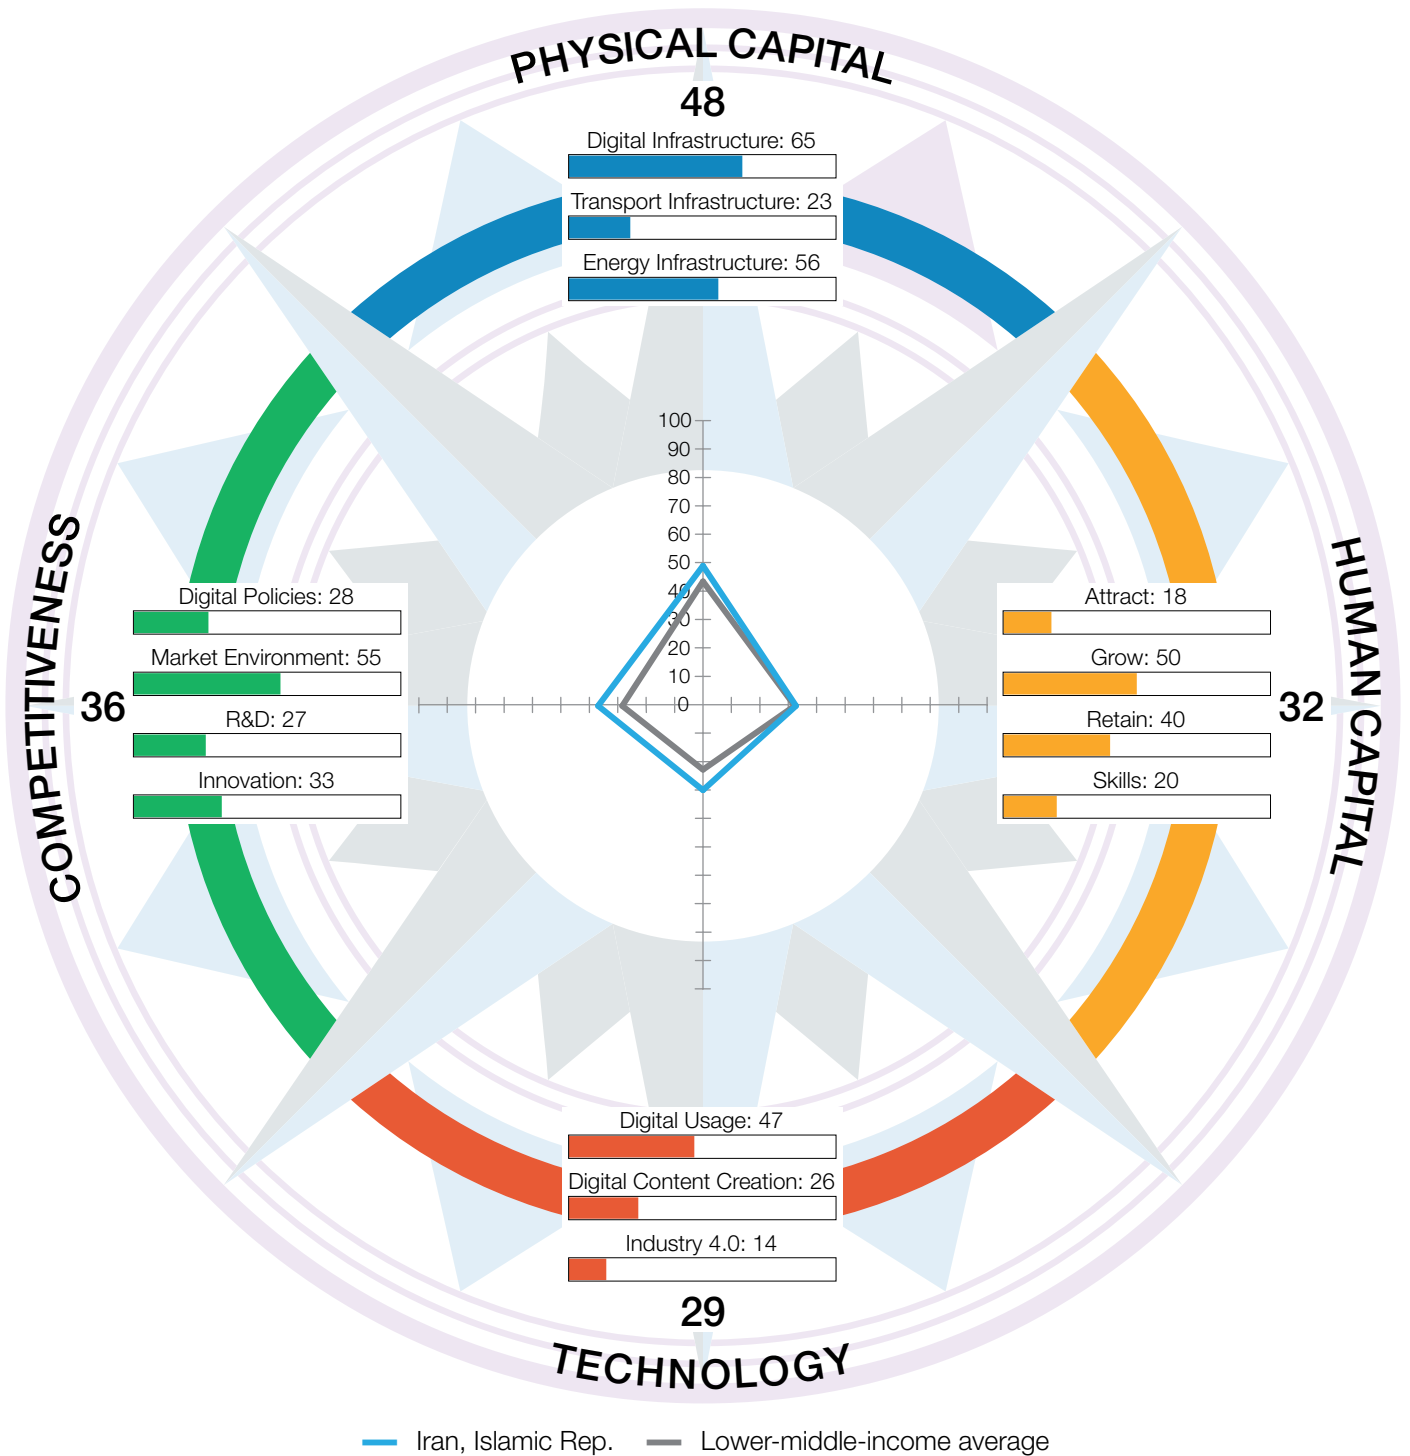 PHYSICAL CAPITAL
48
Digital Infrastructure: 65
Transport Infrastructure: 23
Energy Infrastructure: 56
100
90
80
70
60
50
40
30
20
10
0
COMPETITIVENESS
36
Digital Policies: 28
Market Environment: 55
R&D: 27
Innovation: 33
HUMAN CAPITAL
32
Attract: 18
Grow: 50
Retain: 40
Skills: 20
Digital Usage: 47
Digital Content Creation: 26
Industry 4.0: 14
29
TECHNOLOGY
Iran, Islamic Rep.
Lower-middle-income average